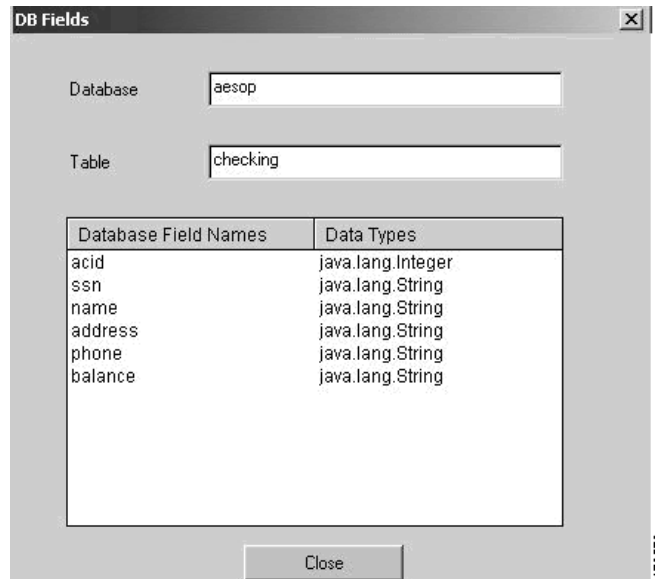 DB Fields
Database aesop
Table checking
Database Field Names Data Types
acid java.lang.Integer
ssn java.lang.String
name java.lang.String
address java.lang.String
phone java.lang.String
balance java.lang.String
Close